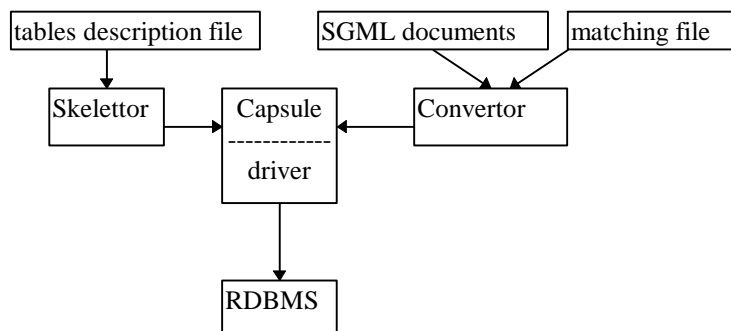 tables description file
SGML documents
matching file
Skelettor
Capsule
Convertor
driver
RDBMS